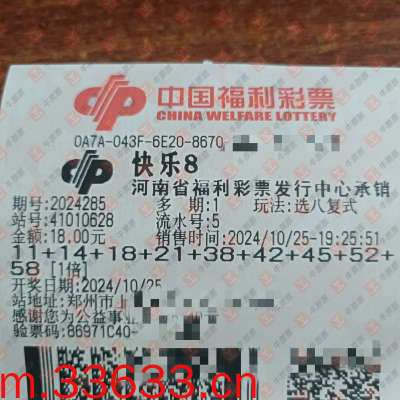 中国福利彩票
CHINA WELFARE LOTTERY
0A7A-043F-6E20-8670
快乐8
河南省福利彩票发行中心承销
期号:2024285 多 期:1 玩法:选八复式
站号:41010628 流水号:5
金额:18.00元 销售时间:2024/10/25-19:25:51
11+14+18+21+38+42+45+52+
58 [1倍]
开奖日期:2024/10/25
站地址:郑州市
感谢您为公益事业
验票码:86971C40-
m.33633.cn